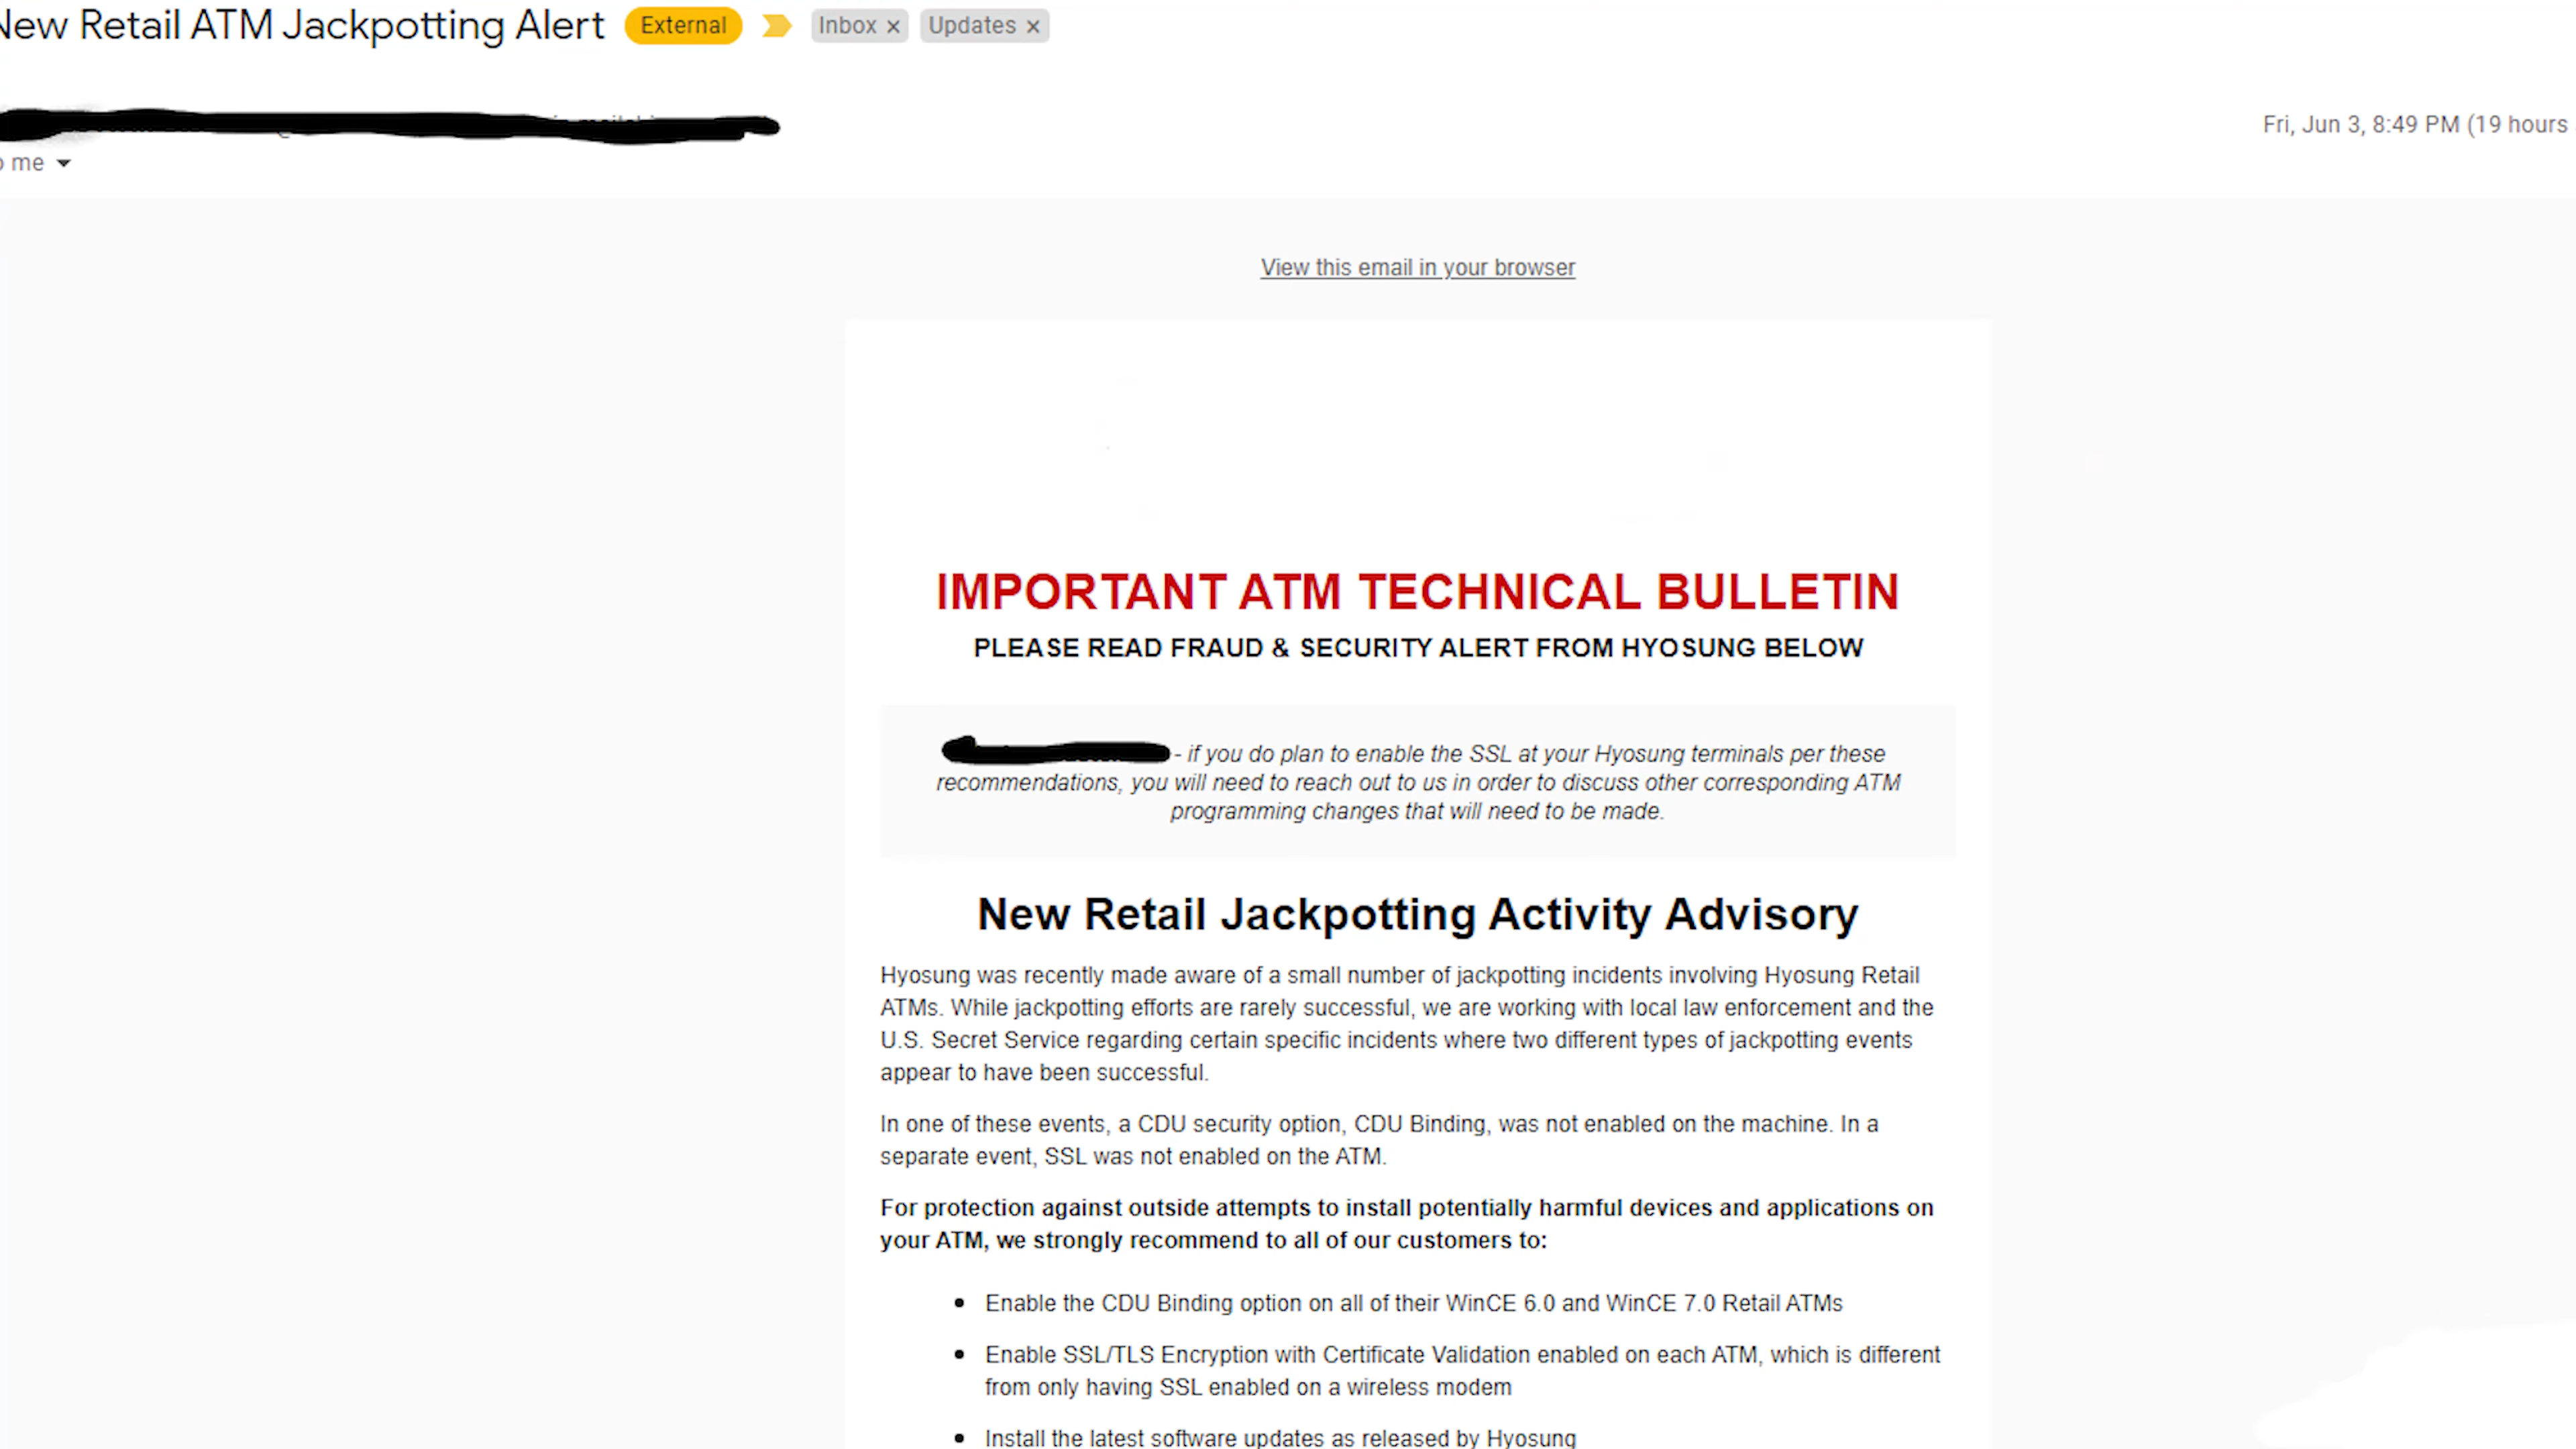 New Retail ATM Jackpotting Alert External Inbox × Updates ×
Fri, Jun 3, 8:49 PM (19 hours
me
View this email in your browser
IMPORTANT ATM TECHNICAL BULLETIN
PLEASE READ FRAUD & SECURITY ALERT FROM HYOSUNG BELOW
- if you do plan to enable the SSL at your Hyosung terminals per these
recommendations, you will need to reach out to us in order to discuss other corresponding ATM
programming changes that will need to be made.
New Retail Jackpotting Activity Advisory
Hyosung was recently made aware of a small number of jackpotting incidents involving Hyosung Retail
ATMs. While jackpotting efforts are rarely successful, we are working with local law enforcement and the
U.S. Secret Service regarding certain specific incidents where two different types of jackpotting events
appear to have been successful.
In one of these events, a CDU security option, CDU Binding, was not enabled on the machine. In a
separate event, SSL was not enabled on the ATM.
For protection against outside attempts to install potentially harmful devices and applications on
your ATM, we strongly recommend to all of our customers to:
• Enable the CDU Binding option on all of their WinCE 6.0 and WinCE 7.0 Retail ATMs
• Enable SSL/TLS Encryption with Certificate Validation enabled on each ATM, which is different
from only having SSL enabled on a wireless modem
• Install the latest software updates as released by Hyosung